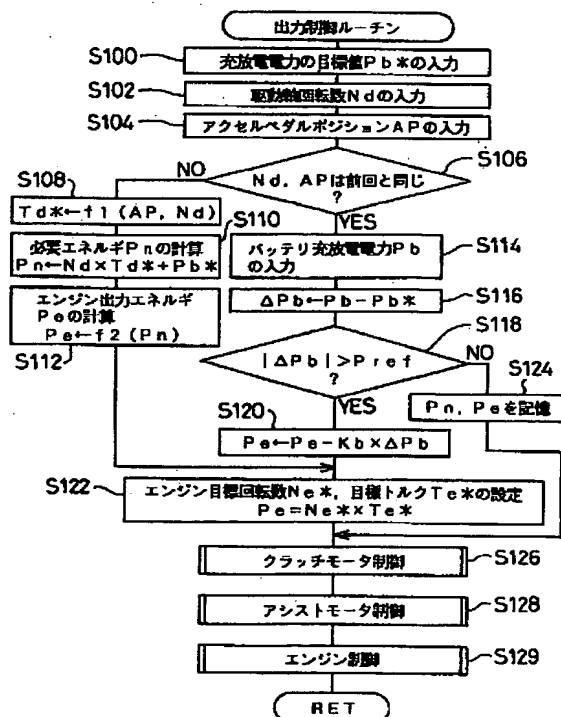 出力制御ルーチン
S100
充放電電力の目標値Pb*の入力
S102
駆動軸回転数Ndの入力
S104
アクセルペダルポジションAPの入力
S106
Nd,APは前回と同じ
?
NO
YES
S108
Td*←f1(AP,Nd)
S110
必要エネルギPnの計算
Pn←Nd×Td*+Pb*
エンジン出力エネルギ
Peの計算
Pe←f2(Pn)
S112
バッテリ充放電電力Pb
の入力
S114
ΔPb←Pb-Pb*
S116
|ΔPb|>Pref
?
S118
NO
YES
S124
Pn,Peを記憶
S120
Pe←Pe-Kb×ΔPb
S122
エンジン目標回転数Ne*,目標トルクTe*の設定
Pe=Ne*×Te*
クラッチモータ制御
S126
アシストモータ制御
S128
エンジン制御
S129
RET